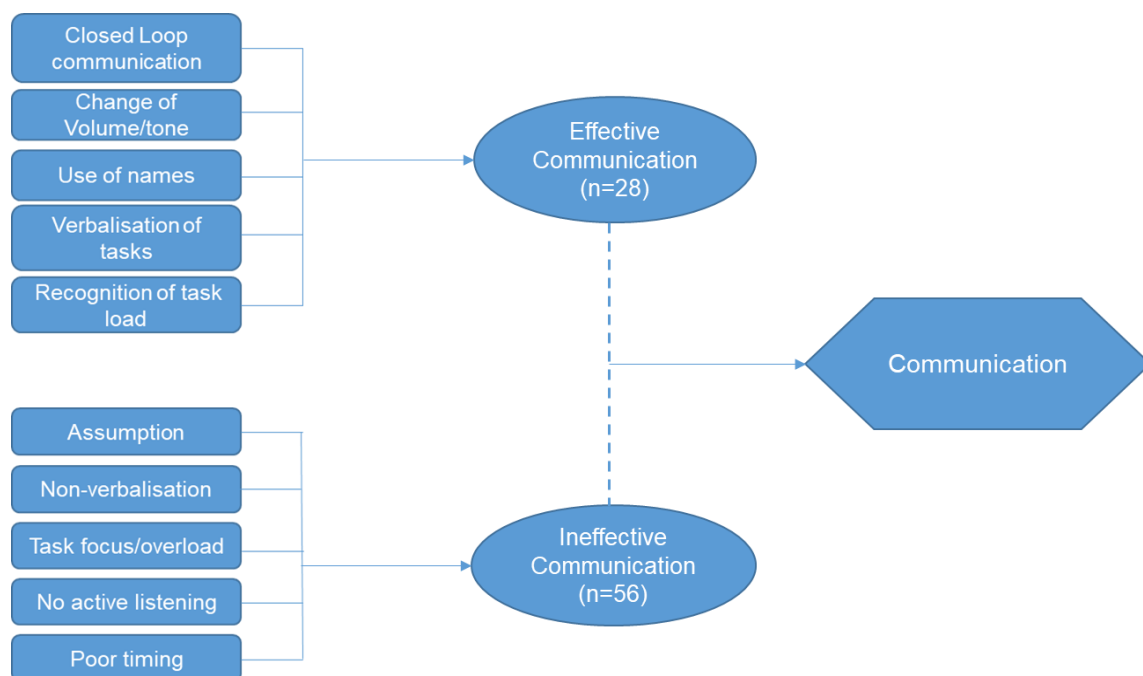 Closed Loop
communication
Change of
Volume/tone
Use of names
Verbalisation of
tasks
Recognition of task
load
Effective
Communication
(n=28)
Communication
Assumption
Non-verbalisation
Task focus/overload
No active listening
Poor timing
Ineffective
Communication
(n=56)